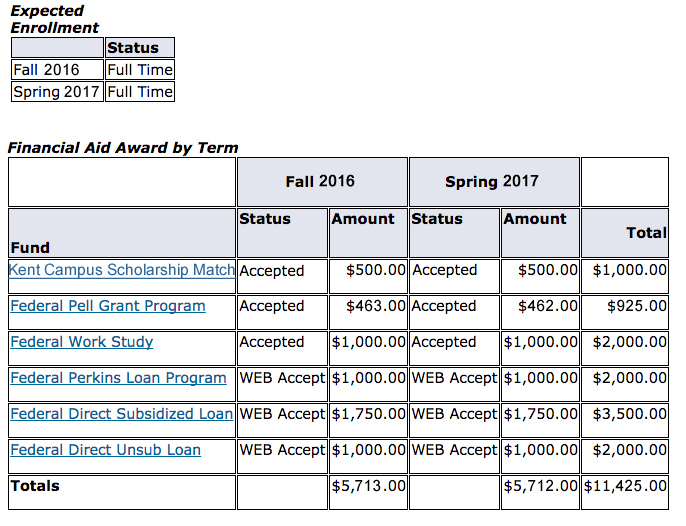 Expected
Enrollment
Status
Fall 2016 Full Time
Spring 2017 Full Time
Financial Aid Award by Term
Fall 2016 Spring 2017
Fund Status Amount Status Amount Total
Kent Campus Scholarship Match Accepted $500.00 Accepted $500.00 $1,000.00
Federal Pell Grant Program Accepted $463.00 Accepted $462.00 $925.00
Federal Work Study Accepted $1,000.00 Accepted $1,000.00 $2,000.00
Federal Perkins Loan Program WEB Accept $1,000.00 WEB Accept $1,000.00 $2,000.00
Federal Direct Subsidized Loan WEB Accept $1,750.00 WEB Accept $1,750.00 $3,500.00
Federal Direct Unsub Loan WEB Accept $1,000.00 WEB Accept $1,000.00 $2,000.00
Totals $5,713.00 $5,712.00 $11,425.00